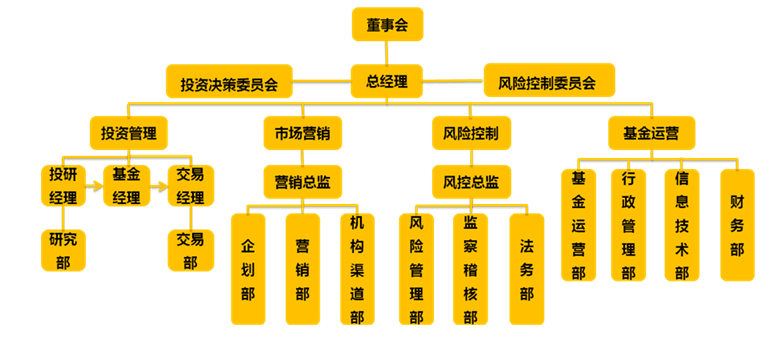 董事会
投资决策委员会
总经理
风险控制委员会
投资管理
市场营销
风险控制
基金运营
投研
经理
基金
经理
交易
经理
营销总监
风控总监
基金运营部
行政管理部
信息技术部
财务部
研究
部
交易
部
企划部
营销部
机构渠道部
风险管理部
监察稽核部
法务部